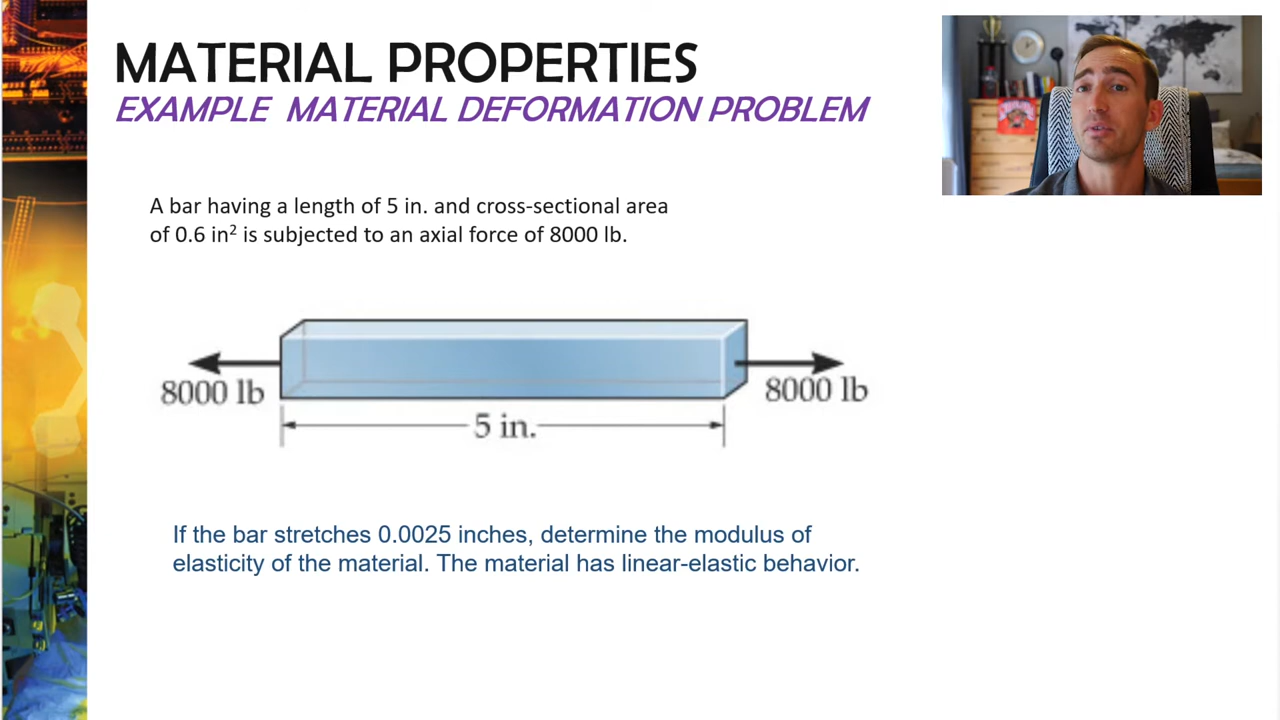 MATERIAL PROPERTIES
EXAMPLE MATERIAL DEFORMATION PROBLEM
A bar having a length of 5 in. and cross-sectional area
of 0.6 in² is subjected to an axial force of 8000 lb.
8000 lb
8000 lb
5 in.
If the bar stretches 0.0025 inches, determine the modulus of
elasticity of the material. The material has linear-elastic behavior.